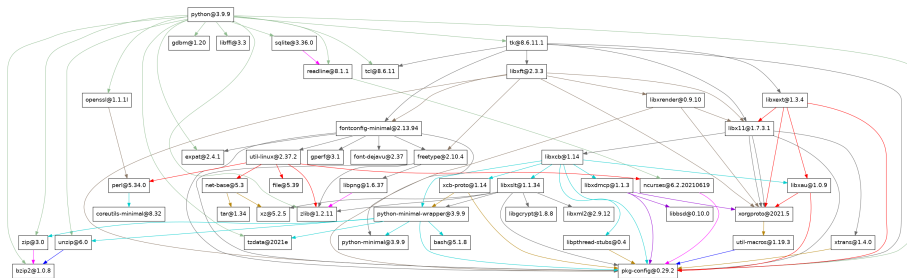 python@3.9.9
gdbm@1.20
libffi@3.3
sqlite@3.36.0
tk@8.6.11.1
readline@8.1.1
tcl@8.6.11
libxft@2.3.3
openssl@1.1.1l
libxrender@0.9.10
libxext@1.3.4
fontconfig-minimal@2.13.94
libx11@1.7.3.1
expat@2.4.1
util-linux@2.37.2
gperf@3.1
font-dejavu@2.37
freetype@2.10.4
libxcb@1.14
perl@5.34.0
net-base@5.3
file@5.39
libpng@1.6.37
xcb-proto@1.14
libxslt@1.1.34
libxdmcp@1.1.3
ncurses@6.2.20210619
libxau@1.0.9
coreutils-minimal@8.32
tar@1.34
xz@5.2.5
zlib@1.2.11
python-minimal-wrapper@3.9.9
libgcrypt@1.8.8
libxml2@2.9.12
libbsd@0.10.0
xorgproto@2021.5
zip@3.0
unzip@6.0
tzdata@2021e
python-minimal@3.9.9
bash@5.1.8
libpthread-stubs@0.4
util-macros@1.19.3
xtrans@1.4.0
bzip2@1.0.8
pkg-config@0.29.2